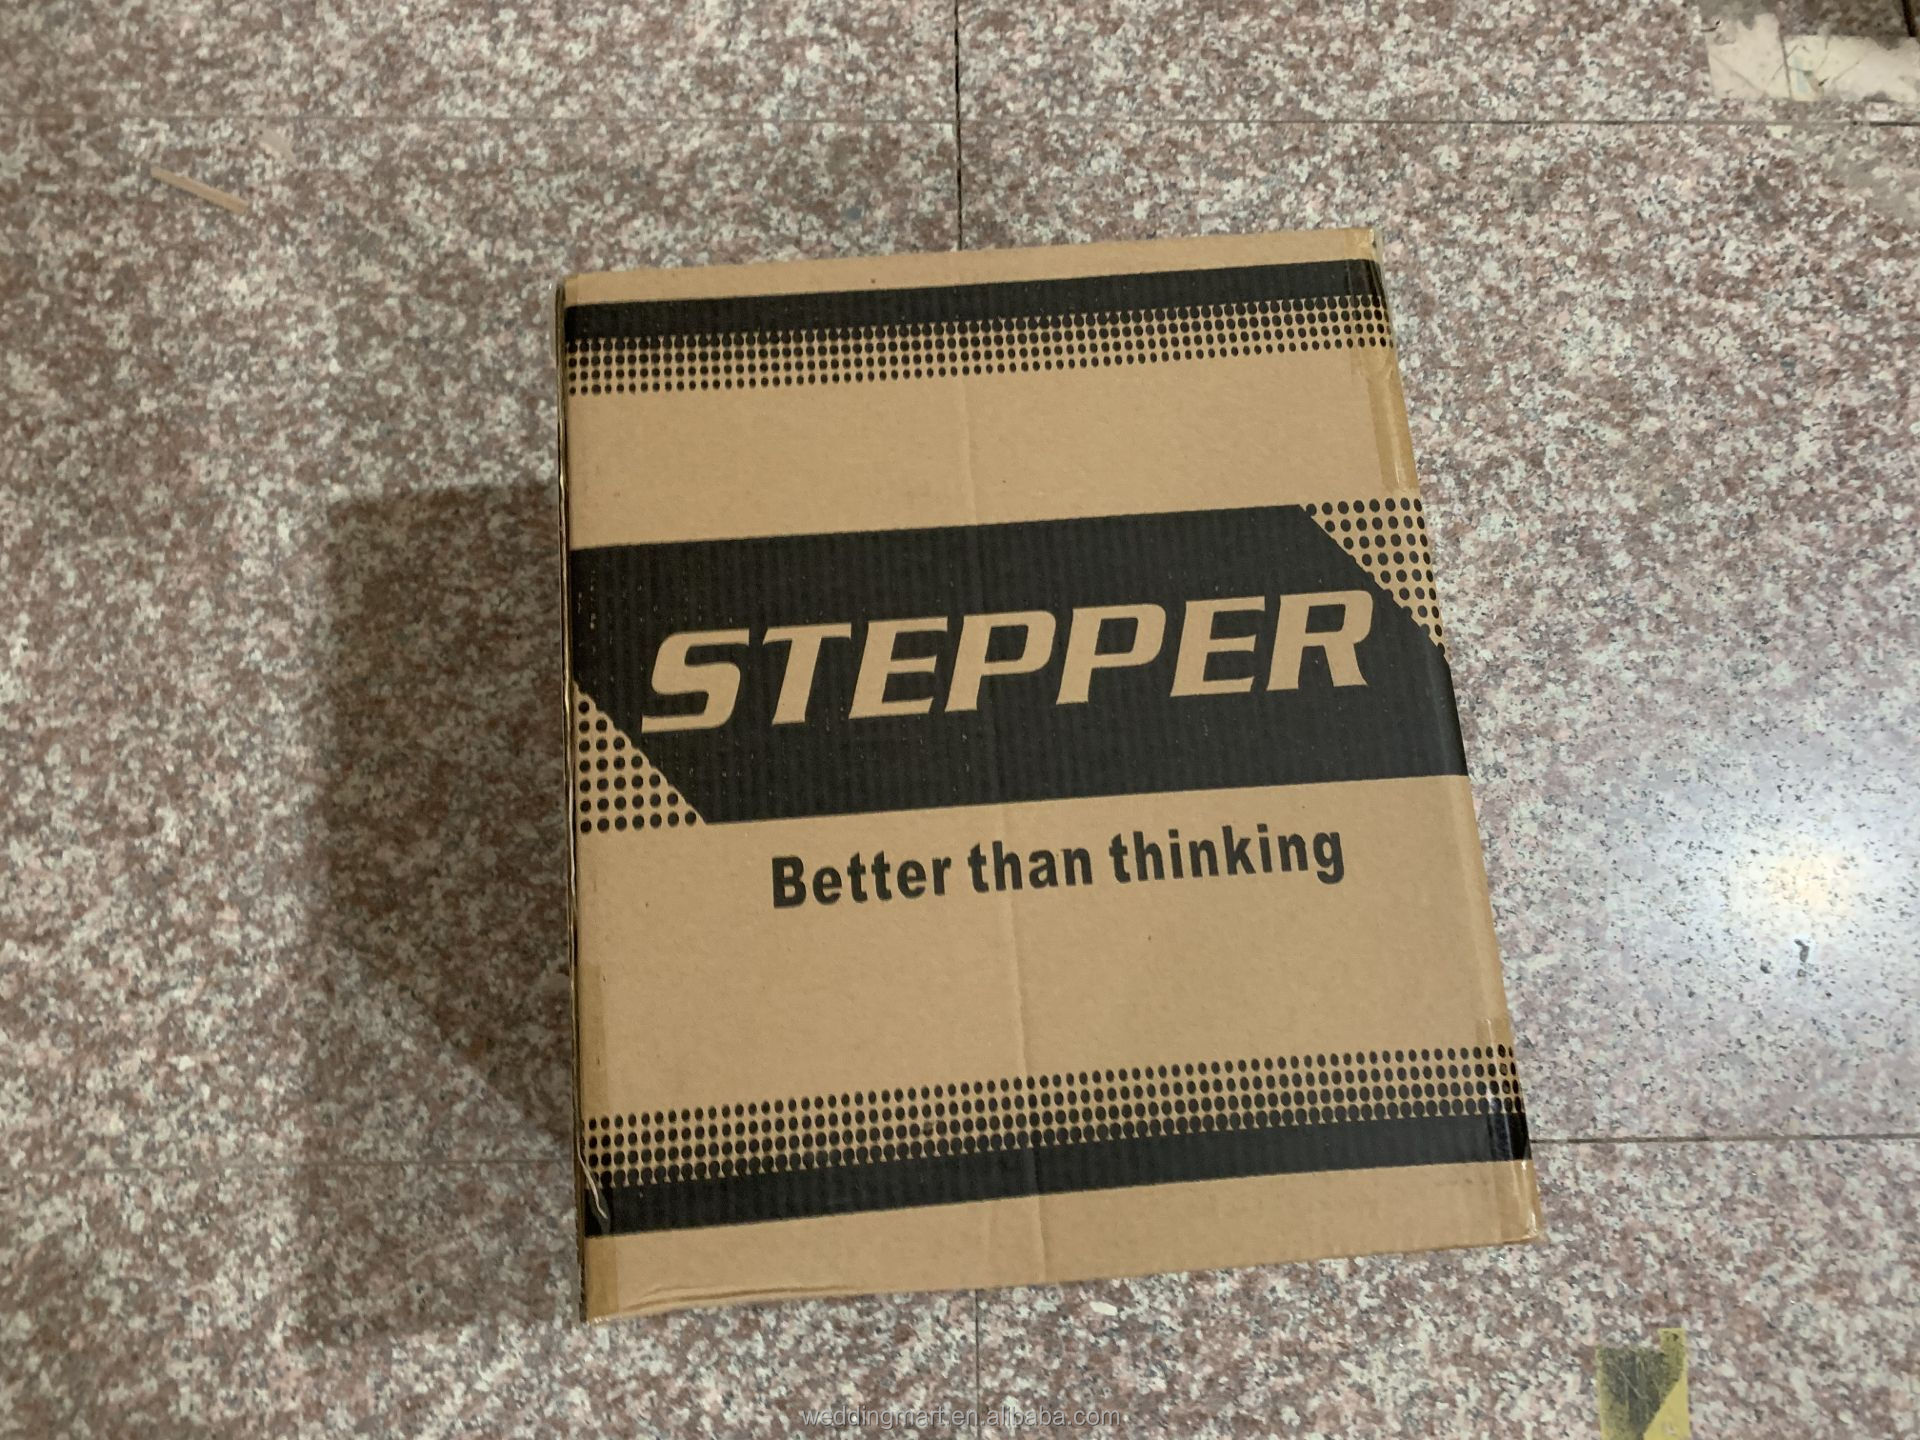 STEPPER
Better than thinking
weddingmart.en.alibaba.com